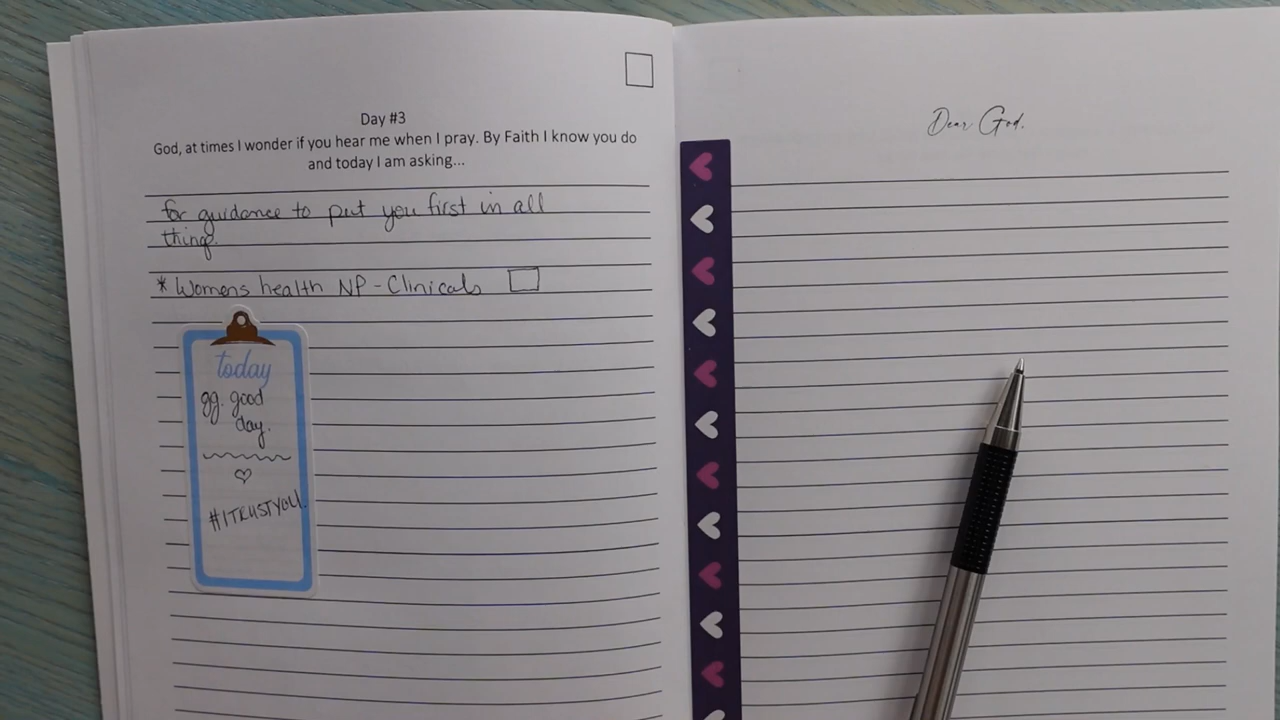 Day #3
God, at times I wonder if you hear me when I pray. By Faith I know you do
and today I am asking...
for guidance to put you first in all
thing.
* Womens health NP - Clinicals
today
gg. good
day.
#ITRUSTYOU.
Dear God,